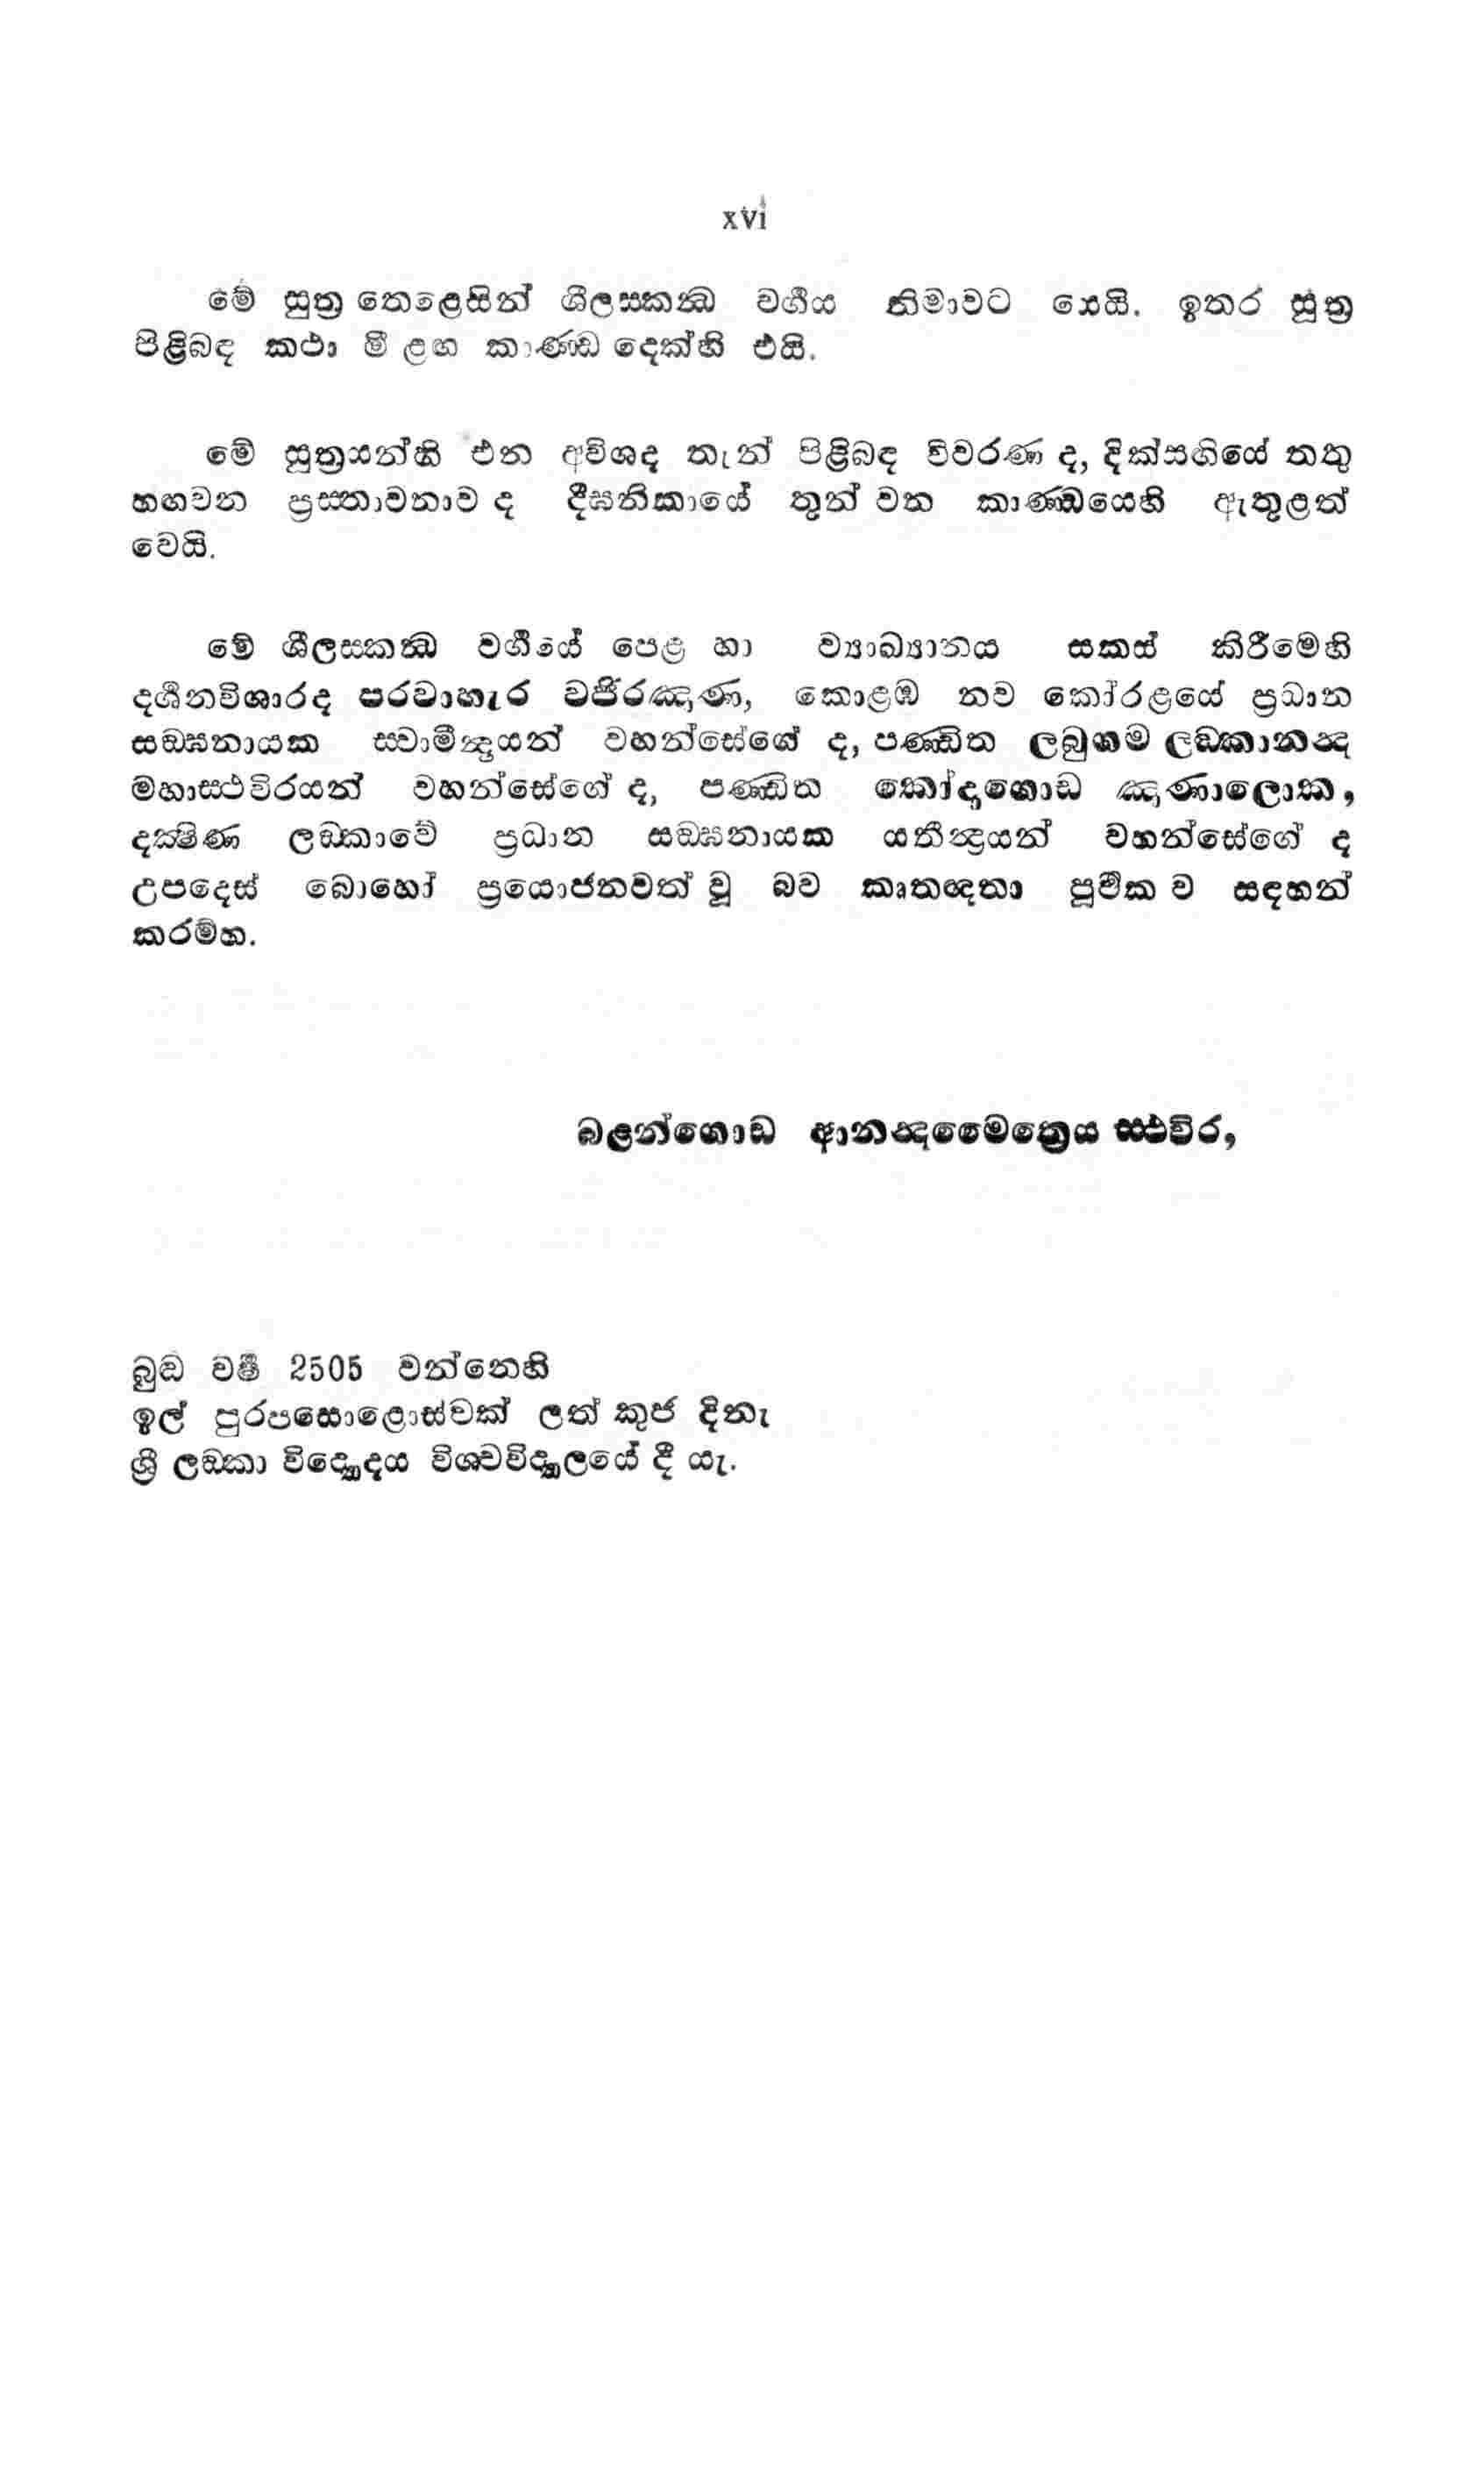 xvi
මේ සූත්‍ර තෙළෙසින් ශීලස‍්කන්‍ධ වර්‍ගය නිමාවට යෙයි. ඉතර සූත්‍ර
පිළිබඳ කථා මී ළඟ කාණ්‍ඩ දෙක්හි එයි.
මේ සූත්‍රයන්හි එන අවිශද තැන් පිළිබඳ විවරණ ද, දික්සඟියේ තතු
හඟවන ප්‍රස්තාවනාව ද දීඝනිකායේ තුන් වන කාණ්ඩයෙහි ඇතුළත්
වෙයි.
මේ ශීලස‍්කන්‍ධ වර්‍ගයේ පෙළ හා ව්‍යාඛ්‍යානය සකස් කිරීමෙහි
දර්‍ශනවිශාරද පරවාහැර වජිරඤාණ, කොළඹ නව කෝරළයේ ප්‍රධාන
සඞ්ඝනායක ස්වාමීන්‍ද්‍රයන් වහන්සේගේ ද, පණ්ඩිත ලබුගම ලඞ්කානන්‍ද
මහාස්ථවිරයන් වහන්සේගේ ද, පණ්ඩිත කෝදාගොඩ ඤාණාලොක,
දක්‍ෂිණ ලඞ්කාවේ ප්‍රධාන සඞ්ඝනායක යතීන්‍ද්‍රයන් වහන්සේගේ ද
උපදෙස් බොහෝ ප්‍රයොජනවත් වූ බව කෘතඥතා පූර්‍වක ව සඳහන්
කරම්හ.
බළන්ගොඩ ආනන්‍දමෛත්‍රෙය ස්ථවිර,
බුද්‍ධ වර්‍ෂ 2505 වන්නෙහි
ඉල් පුරපසොළොස්වක් ලත් කුජ දිනැ
ශ්‍රී ලඞ්කා විද්‍යොදය විශ්වවිද්‍යාලයේ දී යැ.